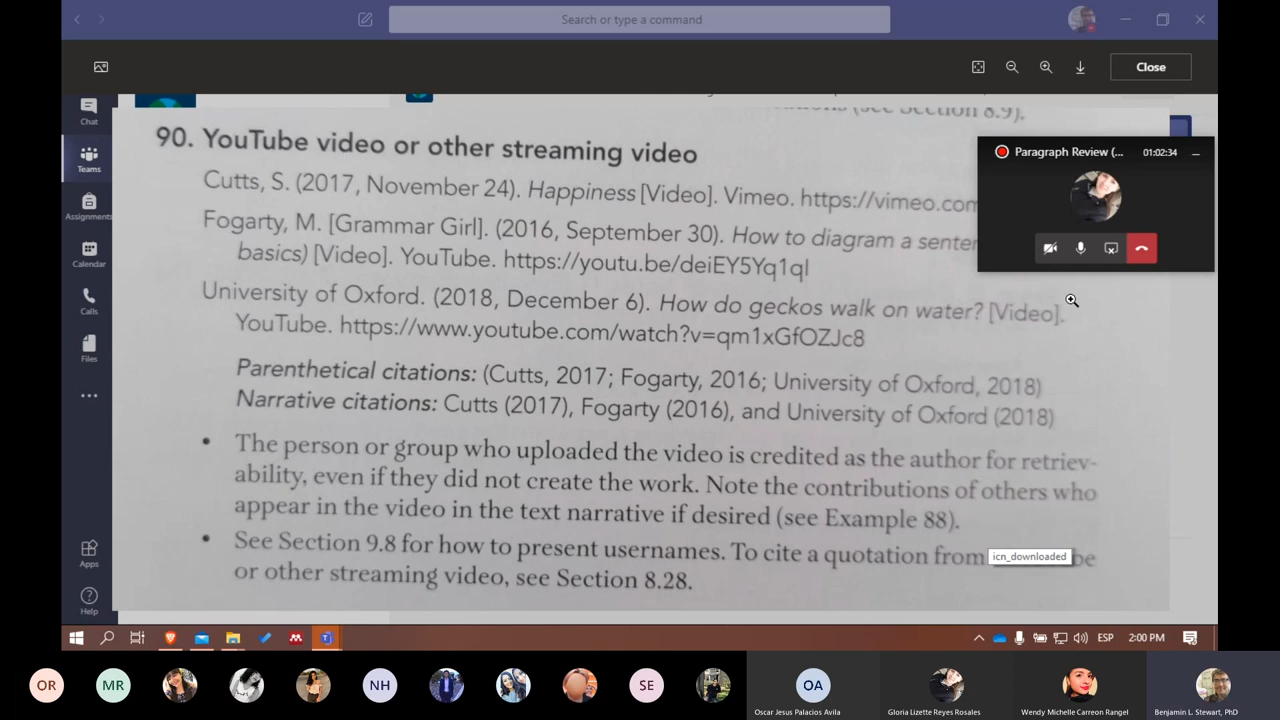 Search or type a command
Close
Chat
Teams
Assignments
Calendar
Calls
Files
Apps
Help
(see Section 8.9).
90. YouTube video or other streaming video
Cutts, S. (2017, November 24). Happiness [Video]. Vimeo. https://vimeo.com
Fogarty, M. [Grammar Girl]. (2016, September 30). How to diagram a senten
basics) [Video]. YouTube. https://youtu.be/deiEY5Yq1qI
University of Oxford. (2018, December 6). How do geckos walk on water? [Video].
YouTube. https://www.youtube.com/watch?v=qm1xGfOZJc8
Parenthetical citations: (Cutts, 2017; Fogarty, 2016; University of Oxford, 2018)
Narrative citations: Cutts (2017), Fogarty (2016), and University of Oxford (2018)
• The person or group who uploaded the video is credited as the author for retriev-
ability, even if they did not create the work. Note the contributions of others who
appear in the video in the text narrative if desired (see Example 88).
• See Section 9.8 for how to present usernames. To cite a quotation from be
or other streaming video, see Section 8.28.
icn_downloaded
Paragraph Review (...
01:02:34
ESP
2:00 PM
OR
MR
NH
SE
OA
Oscar Jesus Palacios Avila
Gloria Lizette Reyes Rosales
Wendy Michelle Carreon Rangel
Benjamin L. Stewart, PhD